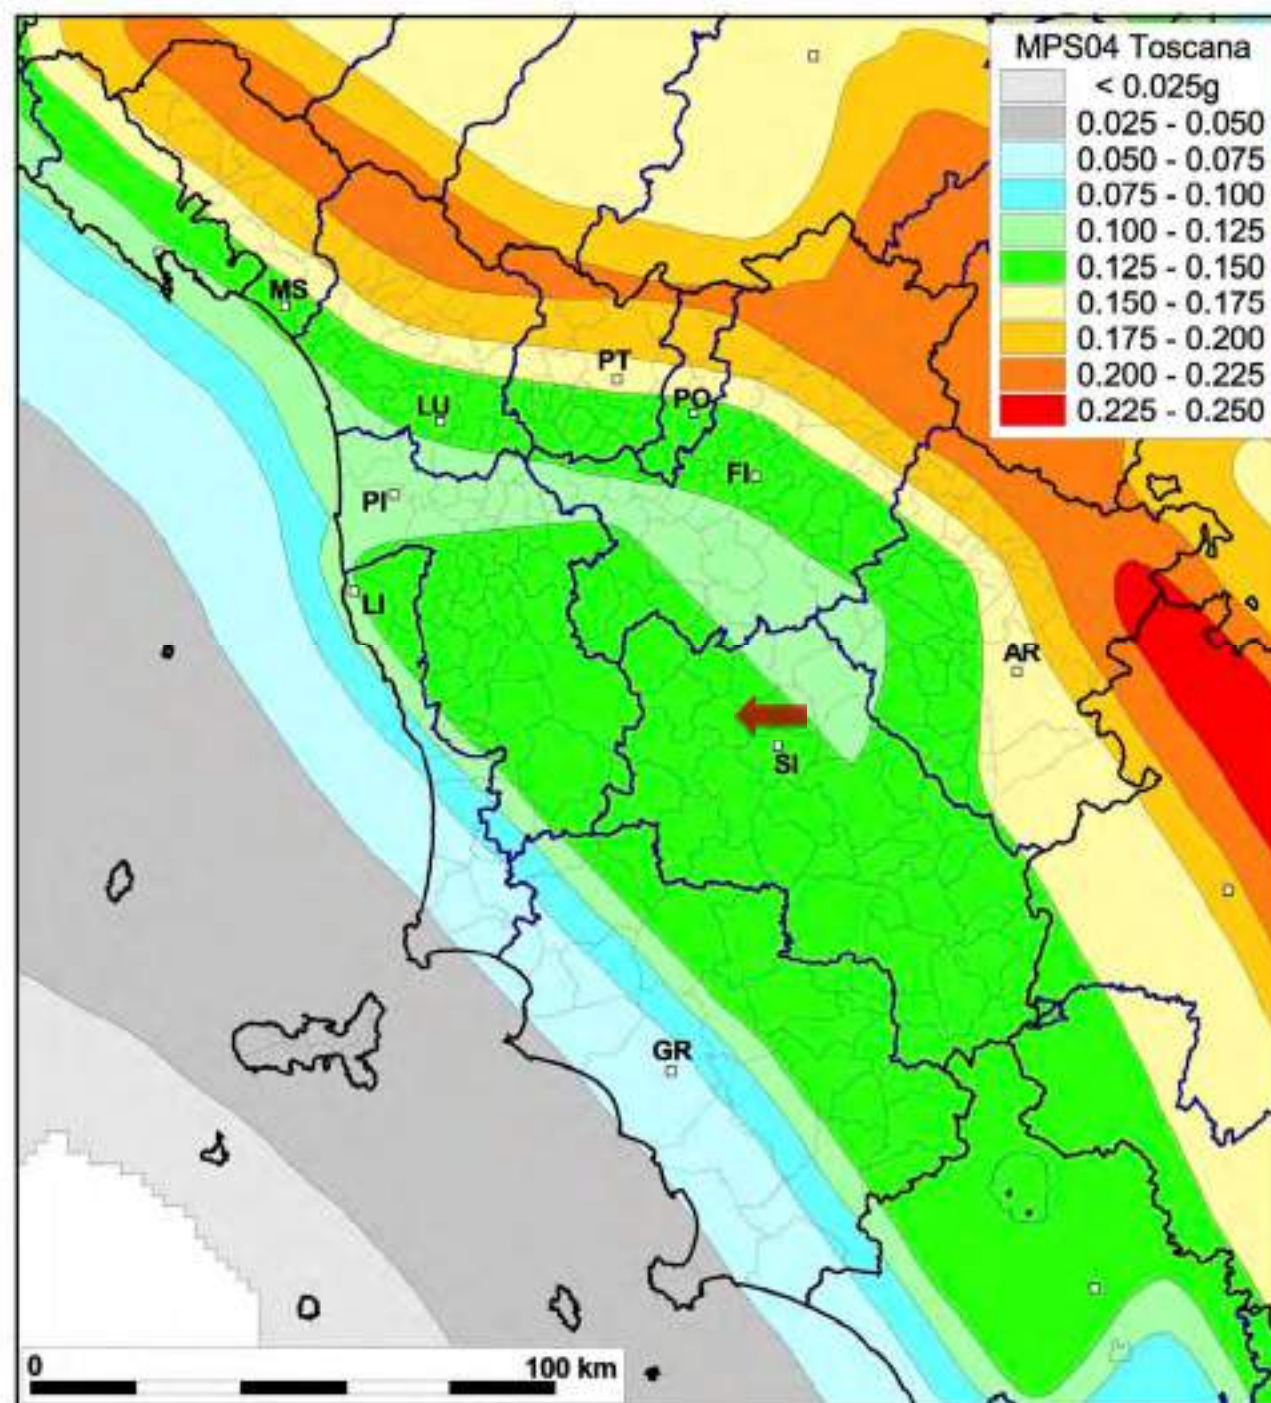 MPS04 Toscana
< 0.025g
0.025 - 0.050
0.050 - 0.075
0.075 - 0.100
0.100 - 0.125
0.125 - 0.150
0.150 - 0.175
0.175 - 0.200
0.200 - 0.225
0.225 - 0.250
MS
PT
LU
PO
FI
PI
LI
AR
SI
GR
0 100 km